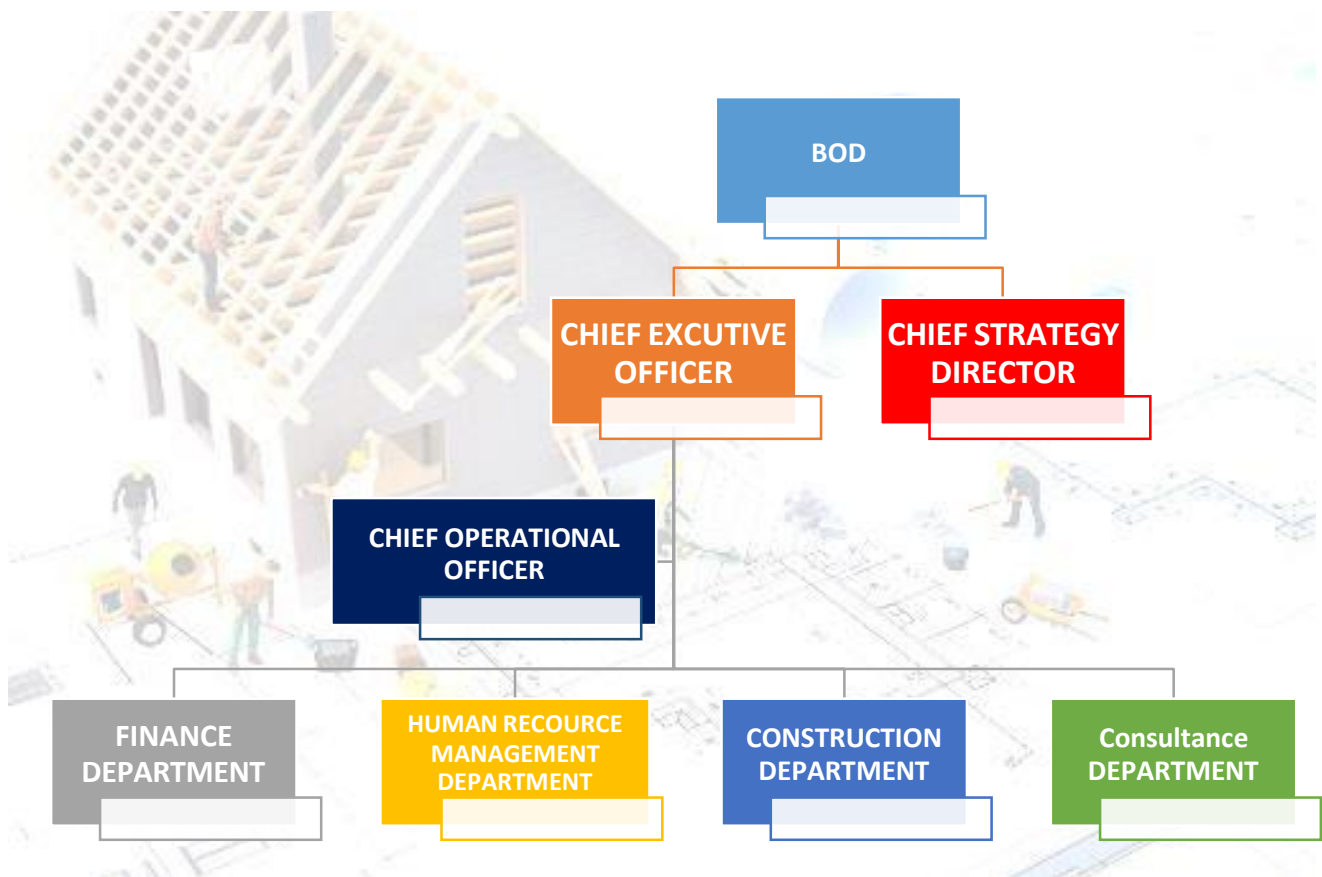 BOD
CHIEF EXCUTIVE
OFFICER
CHIEF STRATEGY
DIRECTOR
CHIEF OPERATIONAL
OFFICER
FINANCE
DEPARTMENT
HUMAN RECOURCE
MANAGEMENT
DEPARTMENT
CONSTRUCTION
DEPARTMENT
Consultance
DEPARTMENT